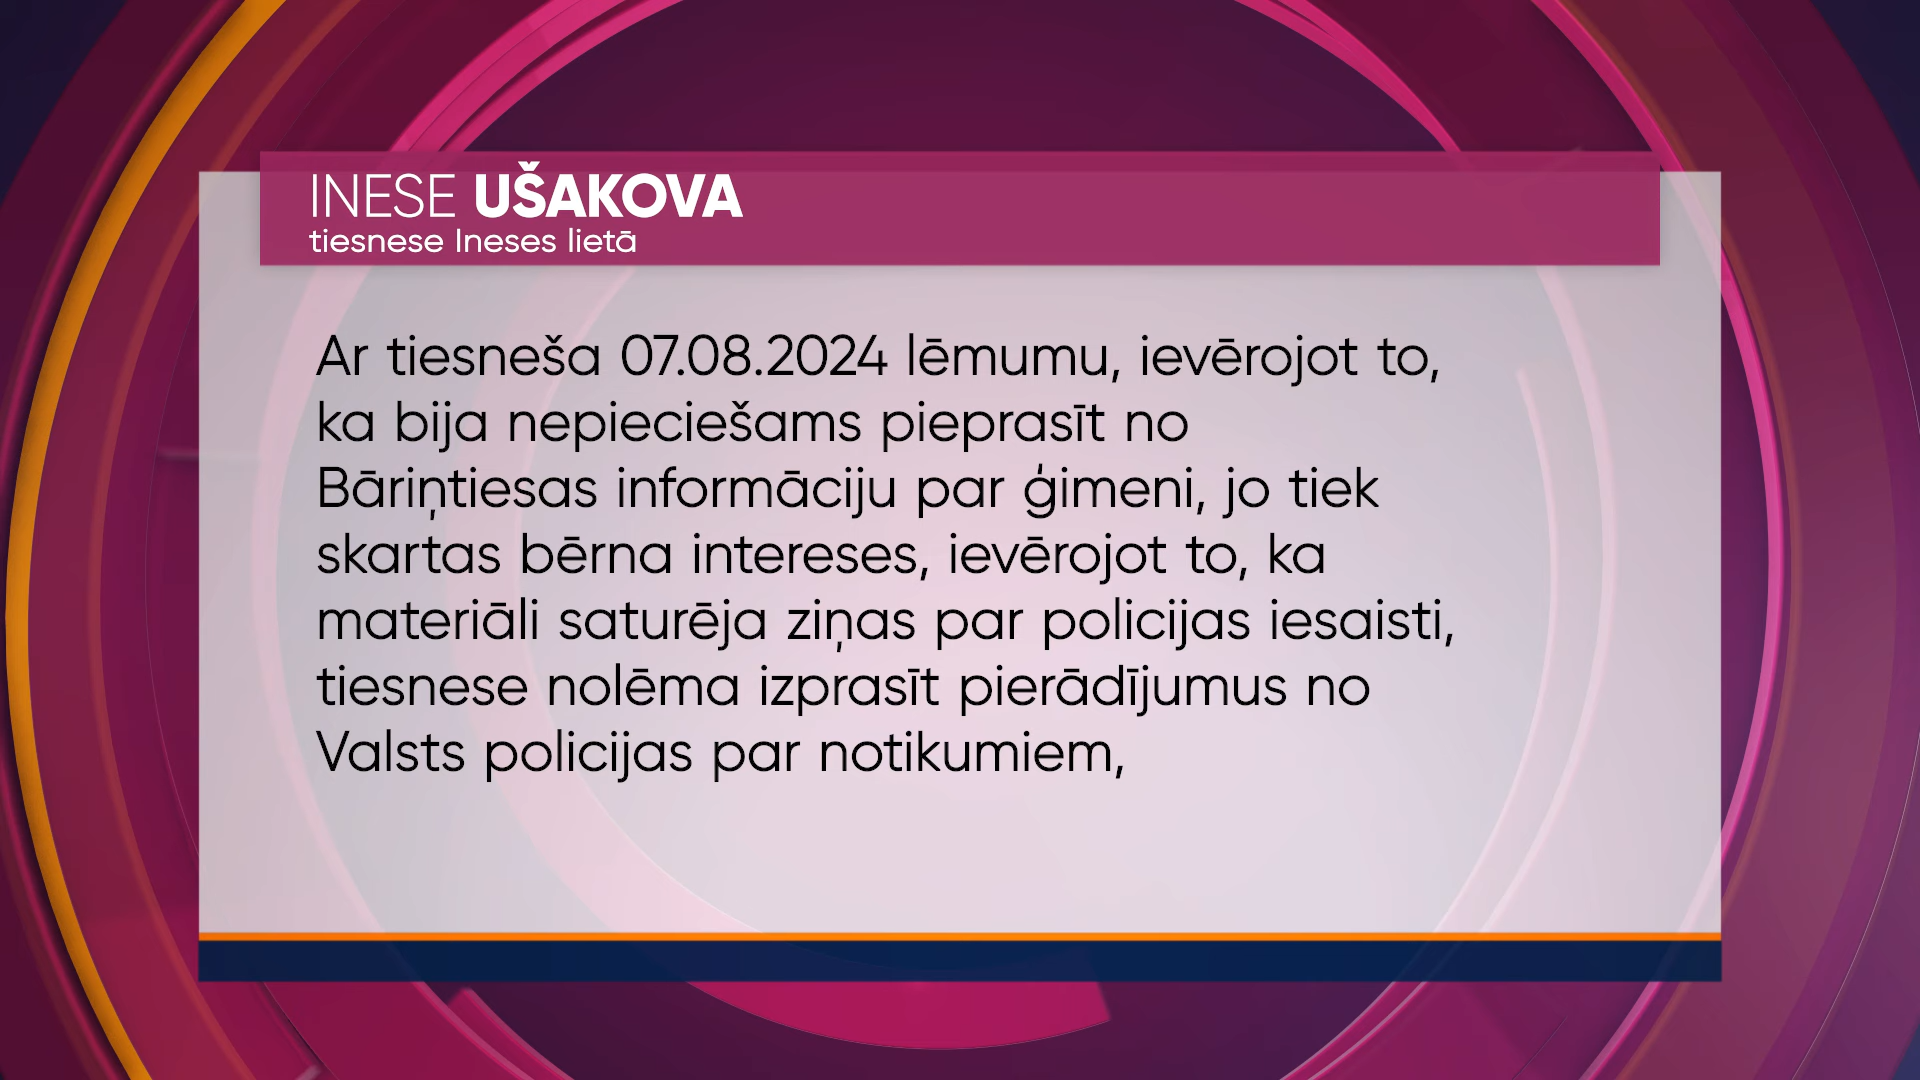 INESE UŠAKOVA
tiesnese Ineses lietā
Ar tiesneša 07.08.2024 lēmumu, ievērojot to,
ka bija nepieciešams pieprasīt no
Bāriņtiesas informāciju par ģimeni, jo tiek
skartas bērna intereses, ievērojot to, ka
materiāli saturēja ziņas par policijas iesaisti,
tiesnese nolēma izprasīt pierādījumus no
Valsts policijas par notikumiem,